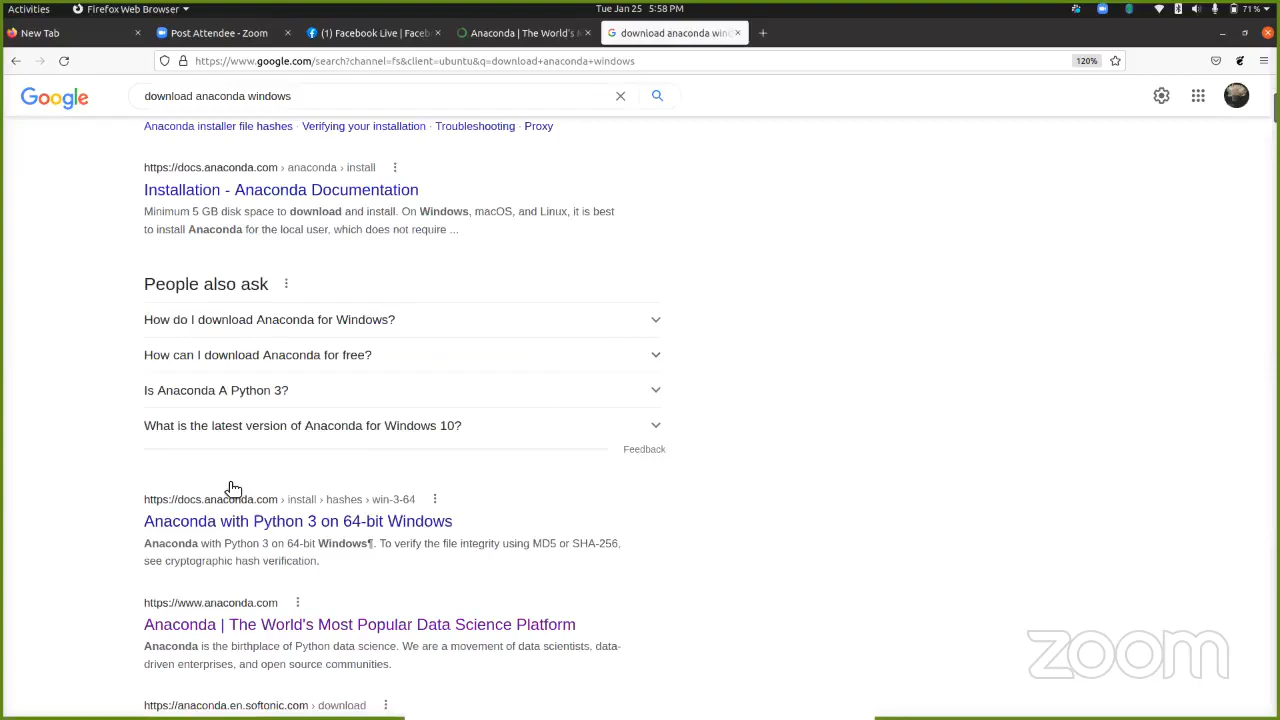 Activities
Firefox Web Browser
Tue Jan 25 5:58 PM
71%
New Tab
Post Attendee - Zoom
(1) Facebook Live | Faceb
Anaconda | The World's
download anaconda win
https://www.google.com/search?channel=fs&client=ubuntu&q=download+anaconda+windows
120%
Google
download anaconda windows
Anaconda installer file hashes · Verifying your installation · Troubleshooting · Proxy
https://docs.anaconda.com › anaconda › install
Installation - Anaconda Documentation
Minimum 5 GB disk space to download and install. On Windows, macOS, and Linux, it is best
to install Anaconda for the local user, which does not require ...
People also ask
How do I download Anaconda for Windows?
How can I download Anaconda for free?
Is Anaconda A Python 3?
What is the latest version of Anaconda for Windows 10?
Feedback
https://docs.anaconda.com › install › hashes › win-3-64
Anaconda with Python 3 on 64-bit Windows
Anaconda with Python 3 on 64-bit Windows¶. To verify the file integrity using MD5 or SHA-256,
see cryptographic hash verification.
https://www.anaconda.com
Anaconda | The World's Most Popular Data Science Platform
Anaconda is the birthplace of Python data science. We are a movement of data scientists, data-
driven enterprises, and open source communities.
zoom
https://anaconda.en.softonic.com › download